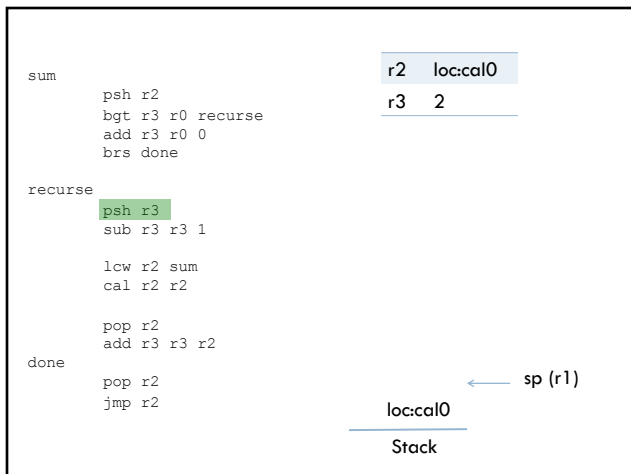 sum
psh r2
bgt r3 r0 recurse
add r3 r0 0
brs done
recurse
psh r3
sub r3 r3 1
lcw r2 sum
cal r2 r2
pop r2
add r3 r3 r2
done
pop r2
jmp r2
r2 loc:cal0
r3 2
sp (r1)
loc:cal0
Stack